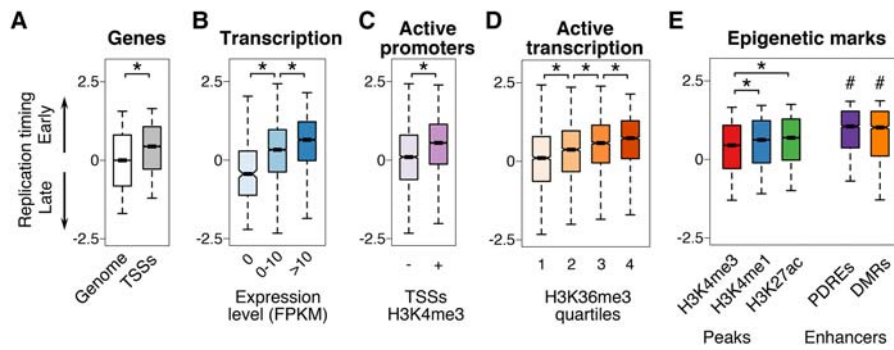 A
Genes
*
2.5
0
-2.5
Replication timing
Late Early
Genome
TSSs
B
Transcription
* *
2.5
0
-2.5
0
0-10
>10
Expression
level (FPKM)
C
Active
promoters
*
2.5
0
-2.5
- +
TSSs
H3K4me3
D
Active
transcription
* * *
2.5
0
-2.5
1 2 3 4
H3K36me3
quartiles
E
Epigenetic marks
*
*
# #
2.5
0
-2.5
H3K4me3
H3K4me1
H3K27ac
PDREs
DMRs
Peaks Enhancers